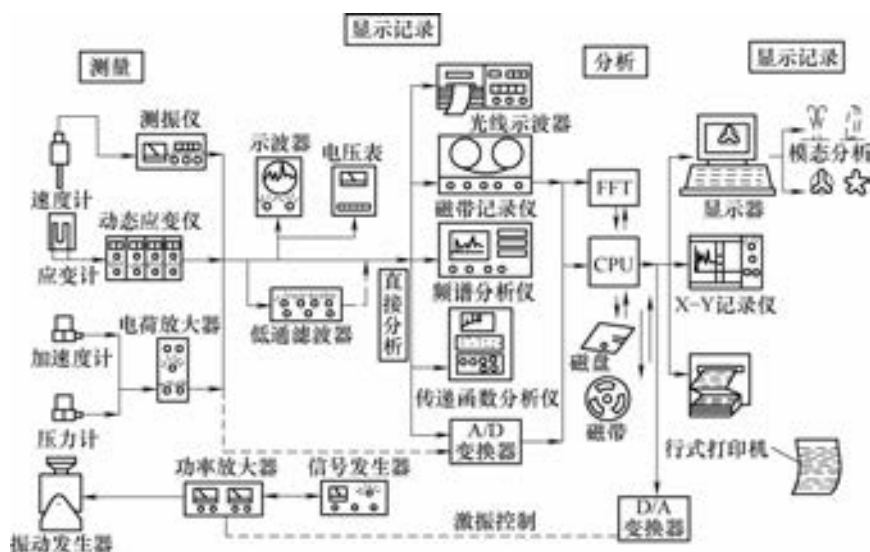 显示记录
测量
分析
显示记录
测振仪
示波器
电压表
光线示波器
模态分析
速度计
动态应变仪
磁带记录仪
FFT
显示器
应变计
直接分析
频谱分析仪
CPU
X-Y记录仪
电荷放大器
低通滤波器
加速度计
磁盘
传递函数分析仪
压力计
A/D
变换器
磁带
行式打印机
功率放大器
信号发生器
激振控制
D/A
变换器
振动发生器